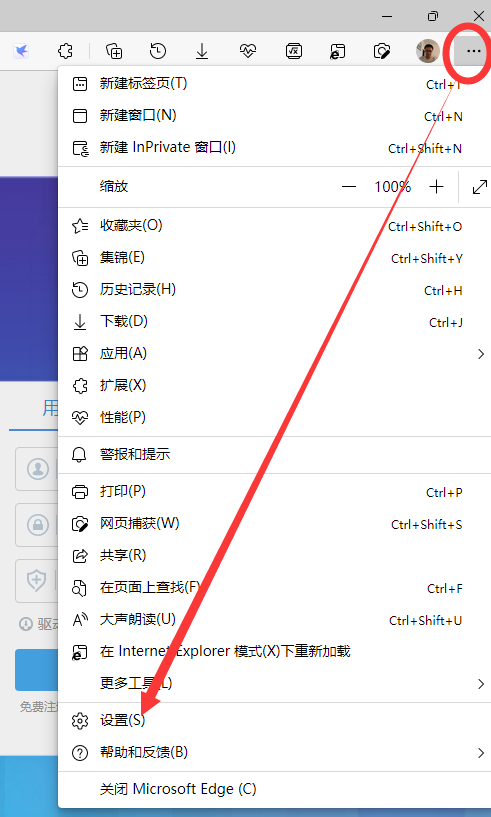 新建标签页(T) Ctrl+T
新建窗口(N) Ctrl+N
新建 InPrivate 窗口(I) Ctrl+Shift+N
缩放 100%
收藏夹(O) Ctrl+Shift+O
集锦(E) Ctrl+Shift+Y
历史记录(H) Ctrl+H
下载(D) Ctrl+J
应用(A)
扩展(X)
性能(P)
用
警报和提示
打印(P) Ctrl+P
网页捕获(W) Ctrl+Shift+S
共享(R)
在页面上查找(F) Ctrl+F
大声朗读(U) Ctrl+Shift+U
驱动
在 Internet Explorer 模式(X)下重新加载
更多工具(L)
免费注
设置(S)
帮助和反馈(B)
关闭 Microsoft Edge (C)